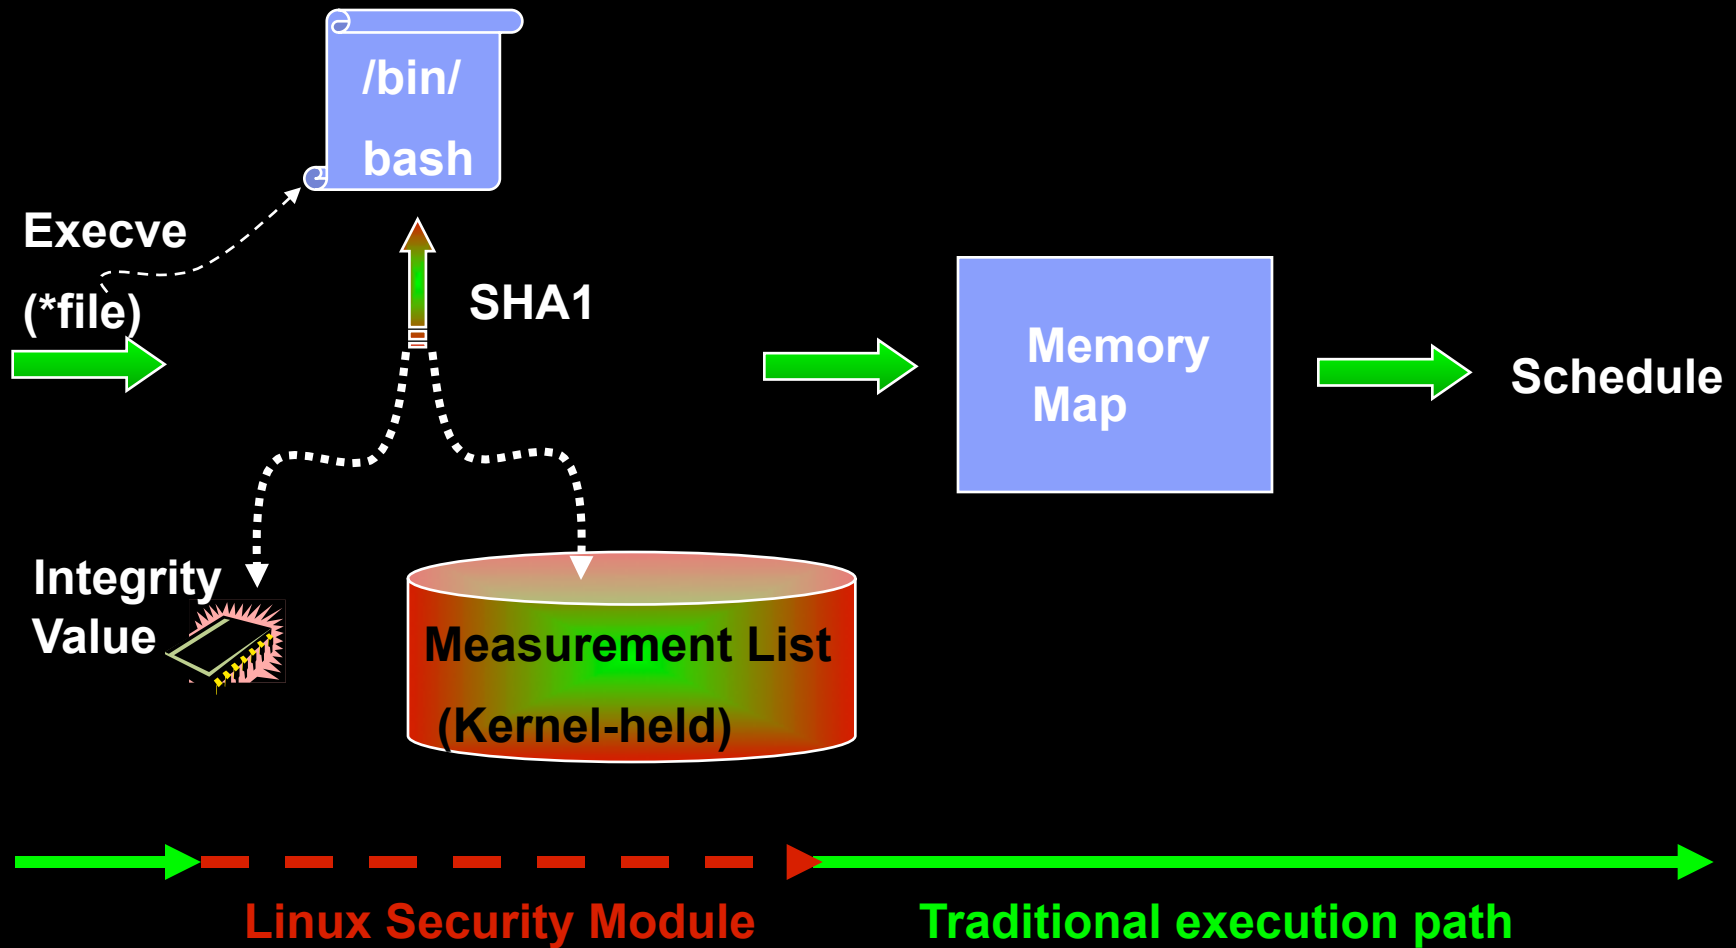 /bin/
bash
Execve
(*file)
SHA1
Memory
Map
Schedule
Integrity
Value
Measurement List
(Kernel-held)
Linux Security Module
Traditional execution path